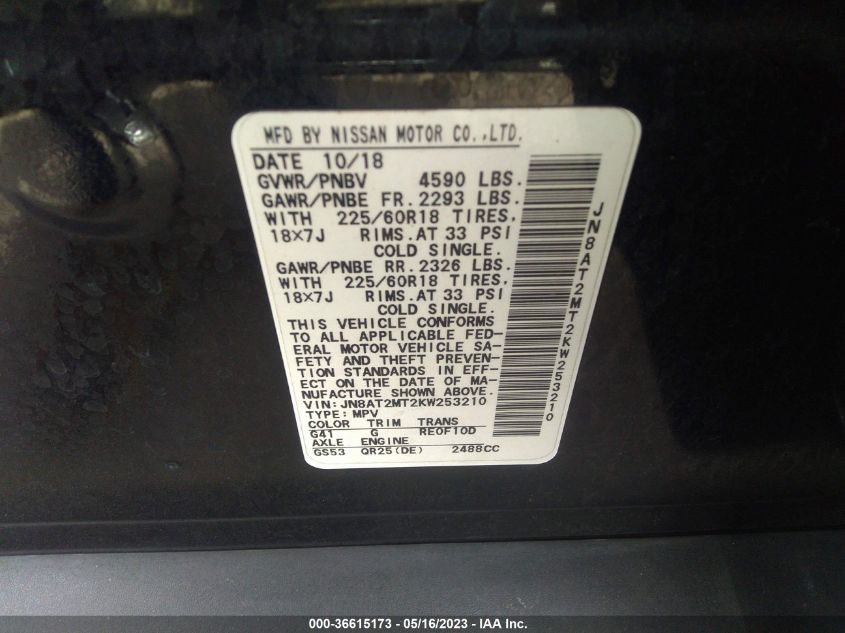 MFD BY NISSAN MOTOR CO.,LTD.
DATE 10/18
GVWR/PNBV 4590 LBS.
GAWR/PNBE FR. 2293 LBS.
WITH 225/60R18 TIRES,
18×7J RIMS. AT 33 PSI
COLD SINGLE.
GAWR/PNBE RR. 2326 LBS.
WITH 225/60R18 TIRES,
18×7J RIMS. AT 33 PSI
COLD SINGLE.
THIS VEHICLE CONFORMS
TO ALL APPLICABLE FED-
ERAL MOTOR VEHICLE SA-
FETY AND THEFT PREVEN-
TION STANDARDS IN EFF-
ECT ON THE DATE OF MA-
NUFACTURE SHOWN ABOVE.
VIN: JN8AT2MT2KW253210
TYPE: MPV
COLOR TRIM TRANS
G41 G RE0F10D
AXLE ENGINE
GS53 QR25(DE) 2488CC
JN8AT2MT2KW253210
000-36615173 - 05/16/2023 - IAA Inc.